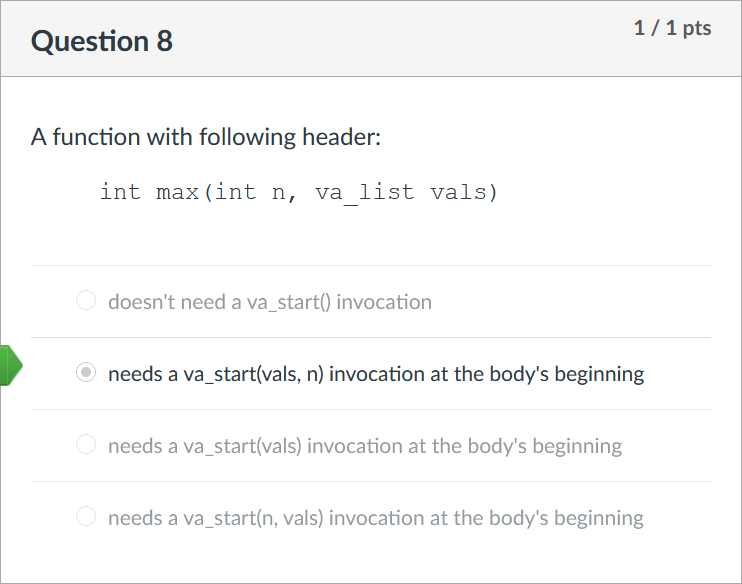 Question 8
1 / 1 pts
A function with following header:
int max(int n, va_list vals)
doesn't need a va_start() invocation
needs a va_start(vals, n) invocation at the body's beginning
needs a va_start(vals) invocation at the body's beginning
needs a va_start(n, vals) invocation at the body's beginning